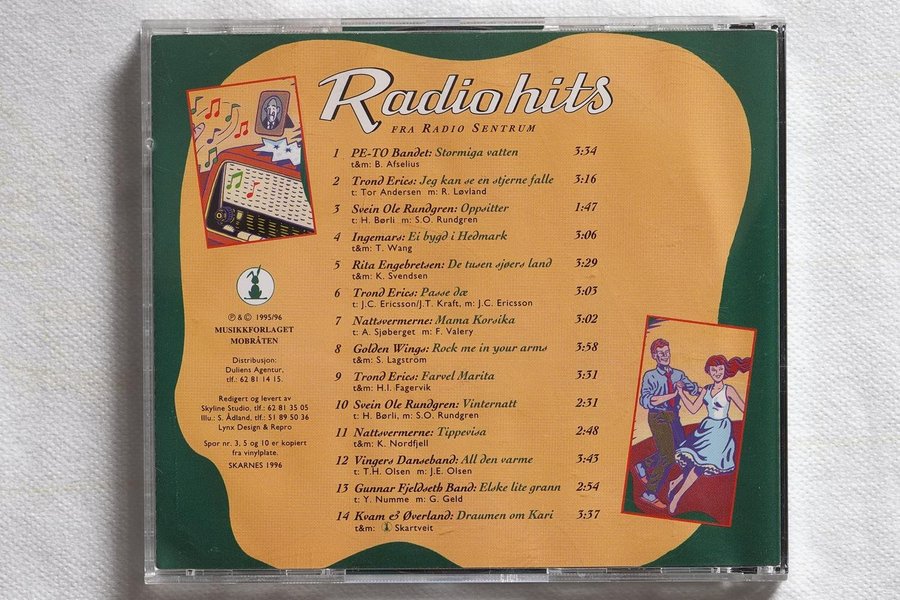 Radiohits
FRA RADIO SENTRUM
1 PE-TO Bandet: Stormiga vatten 3:34
t&m: B. Afselius
2 Trond Erics: Jeg kan se en stjerne falle 3:16
t: Tor Andersen m: R. Løvland
3 Svein Ole Rundgren: Oppsitter 1:47
t: H. Børli m: S.O. Rundgren
4 Ingemars: Ei bygd i Hedmark 3:06
t&m: T. Wang
5 Rita Engebretsen: De tusen sjøers land 3:29
t&m: K. Svendsen
6 Trond Erics: Passe dæ 3:03
t: J.C. Ericsson/J.T. Kraft, m: J.C. Ericsson
7 Nattsvermerne: Mama Korsika 3:02
t: A. Sjøberget m: F. Valery
8 Golden Wings: Rock me in your arms 3:58
t&m: S. Lagström
9 Trond Erics: Farvel Marita 3:31
t&m: H.I. Fagervik
10 Svein Ole Rundgren: Vinternatt 2:31
t: H. Børli, m: S.O. Rundgren
11 Nattsvermerne: Tippevisa 2:48
t&m: K. Nordfjell
12 Vingers Danseband: All den varme 3:43
t: T.H. Olsen m: J.E. Olsen
13 Gunnar Fjeldseth Band: Elske lite grann 2:54
t: Y. Numme m: G. Geld
14 Kvam & Øverland: Draumen om Kari 3:37
t&m: Skartveit
℗ & © 1995/96
MUSIKKFORLAGET
MOBRÅTEN
Distribusjon:
Duliens Agentur,
tlf.: 62 81 14 15.
Redigert og levert av
Skyline Studio, tlf.: 62 81 35 05
Illu.: S. Ådland, tlf.: 51 89 50 36
Lynx Design & Repro
Spor nr. 3, 5 og 10 er kopiert
fra vinylplate.
SKARNES 1996